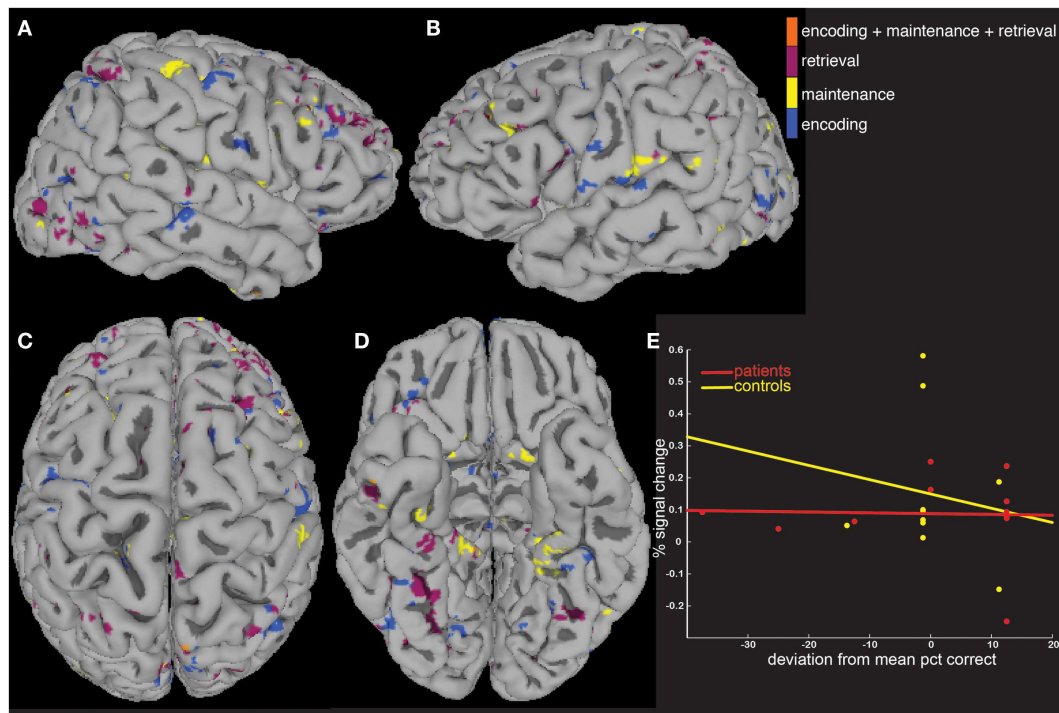 A
B
encoding + maintenance + retrieval
retrieval
maintenance
encoding
C
D
E
0.6
0.5
0.4
0.3
0.2
0.1
0
-0.1
-0.2
% signal change
patients
controls
-30 -20 -10 0 10 20
deviation from mean pct correct